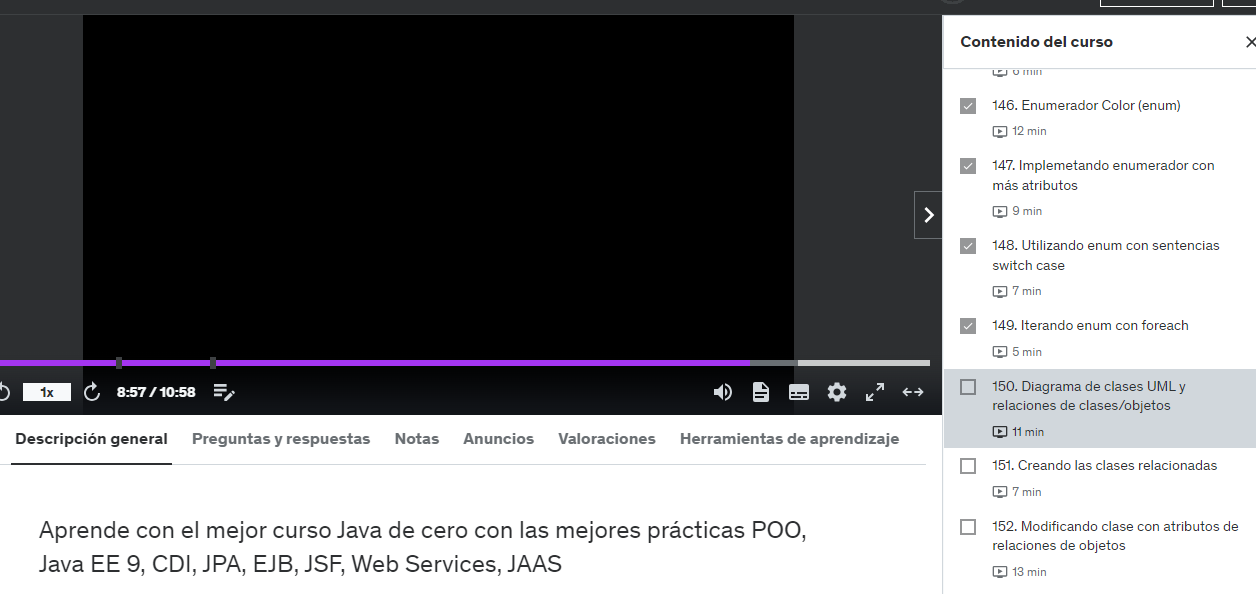 Contenido del curso
6 min
146. Enumerador Color (enum)
12 min
147. Implemetando enumerador con
más atributos
9 min
148. Utilizando enum con sentencias
switch case
7 min
149. Iterando enum con foreach
5 min
150. Diagrama de clases UML y
relaciones de clases/objetos
11 min
151. Creando las clases relacionadas
7 min
152. Modificando clase con atributos de
relaciones de objetos
13 min
1x
8:57 / 10:58
Descripción general Preguntas y respuestas Notas Anuncios Valoraciones Herramientas de aprendizaje
Aprende con el mejor curso Java de cero con las mejores prácticas POO,
Java EE 9, CDI, JPA, EJB, JSF, Web Services, JAAS